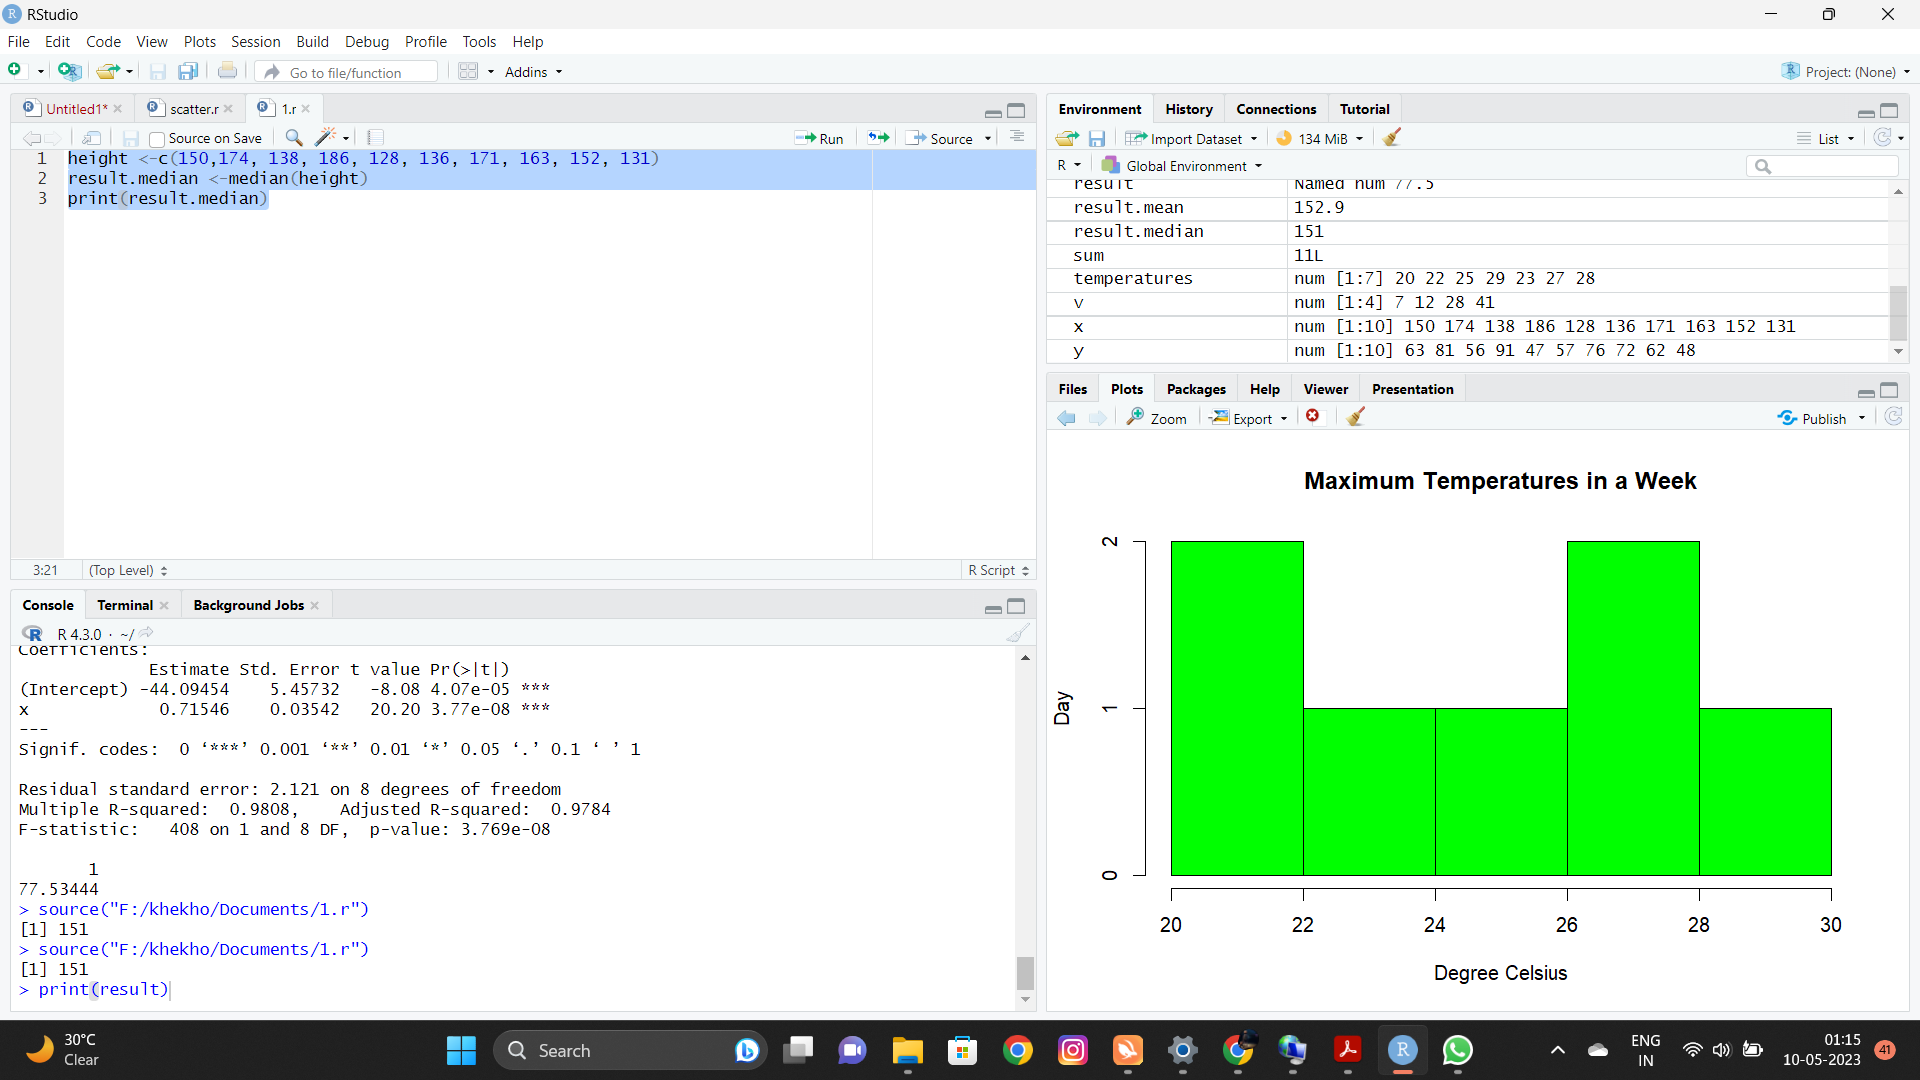 RStudio
File Edit Code View Plots Session Build Debug Profile Tools Help
Go to file/function Addins Project: (None)
Untitled1* scatter.r 1.r
Source on Save Run Source
1 height <-c(150,174, 138, 186, 128, 136, 171, 163, 152, 131)
2 result.median <-median(height)
3 print(result.median)
3:21 (Top Level) R Script
Console Terminal Background Jobs
R 4.3.0 · ~/
Coefficients:
Estimate Std. Error t value Pr(>|t|)
(Intercept) -44.09454 5.45732 -8.08 4.07e-05 ***
x 0.71546 0.03542 20.20 3.77e-08 ***
---
Signif. codes: 0 ‘***’ 0.001 ‘**’ 0.01 ‘*’ 0.05 ‘.’ 0.1 ‘ ’ 1
Residual standard error: 2.121 on 8 degrees of freedom
Multiple R-squared: 0.9808, Adjusted R-squared: 0.9784
F-statistic: 408 on 1 and 8 DF, p-value: 3.769e-08
1
77.53444
> source("F:/khekho/Documents/1.r")
[1] 151
> source("F:/khekho/Documents/1.r")
[1] 151
> print(result)
Environment History Connections Tutorial
Import Dataset 134 MiB List
R Global Environment
result Named num 77.5
result.mean 152.9
result.median 151
sum 11L
temperatures num [1:7] 20 22 25 29 23 27 28
v num [1:4] 7 12 28 41
x num [1:10] 150 174 138 186 128 136 171 163 152 131
y num [1:10] 63 81 56 91 47 57 76 72 62 48
Files Plots Packages Help Viewer Presentation
Zoom Export Publish
Maximum Temperatures in a Week
Day
2
1
0
20 22 24 26 28 30
Degree Celsius
30°C
Clear
Search
R
ENG
IN
01:15
10-05-2023
41